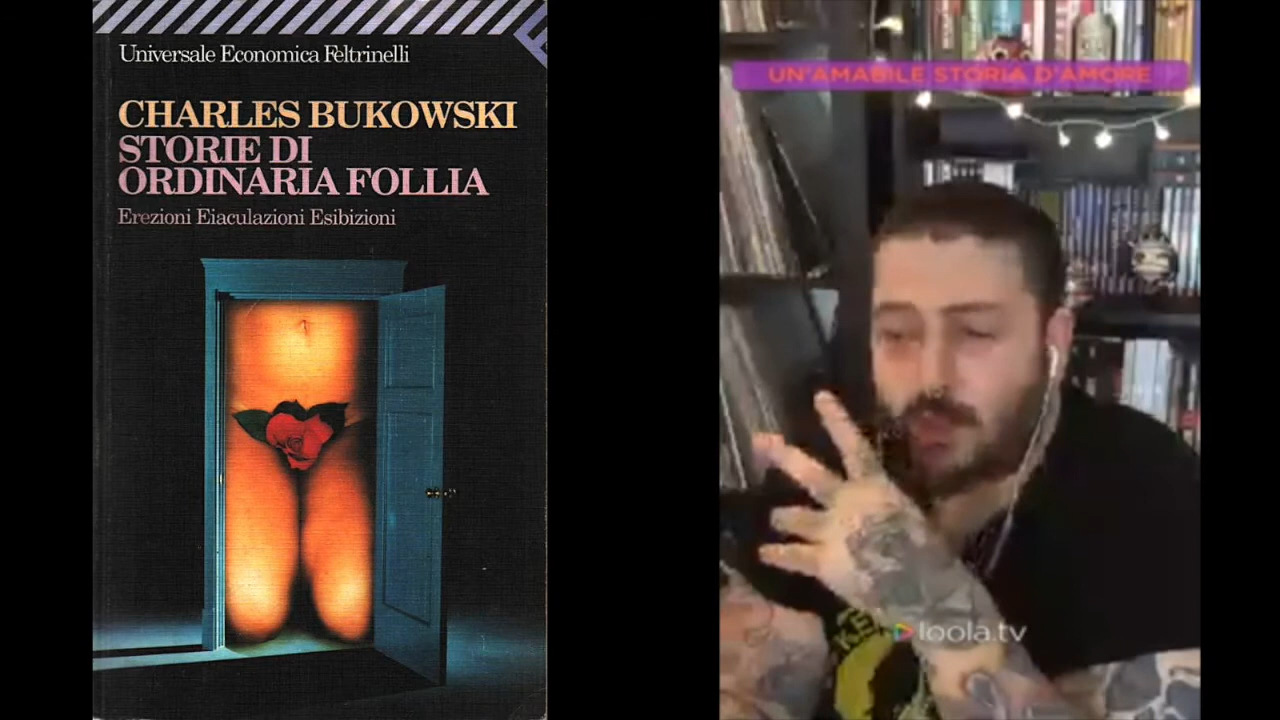 Universale Economica Feltrinelli
CHARLES BUKOWSKI
STORIE DI
ORDINARIA FOLLIA
Erezioni Eiaculazioni Esibizioni
UN'AMABILE STORIA D'AMORE
loola.tv